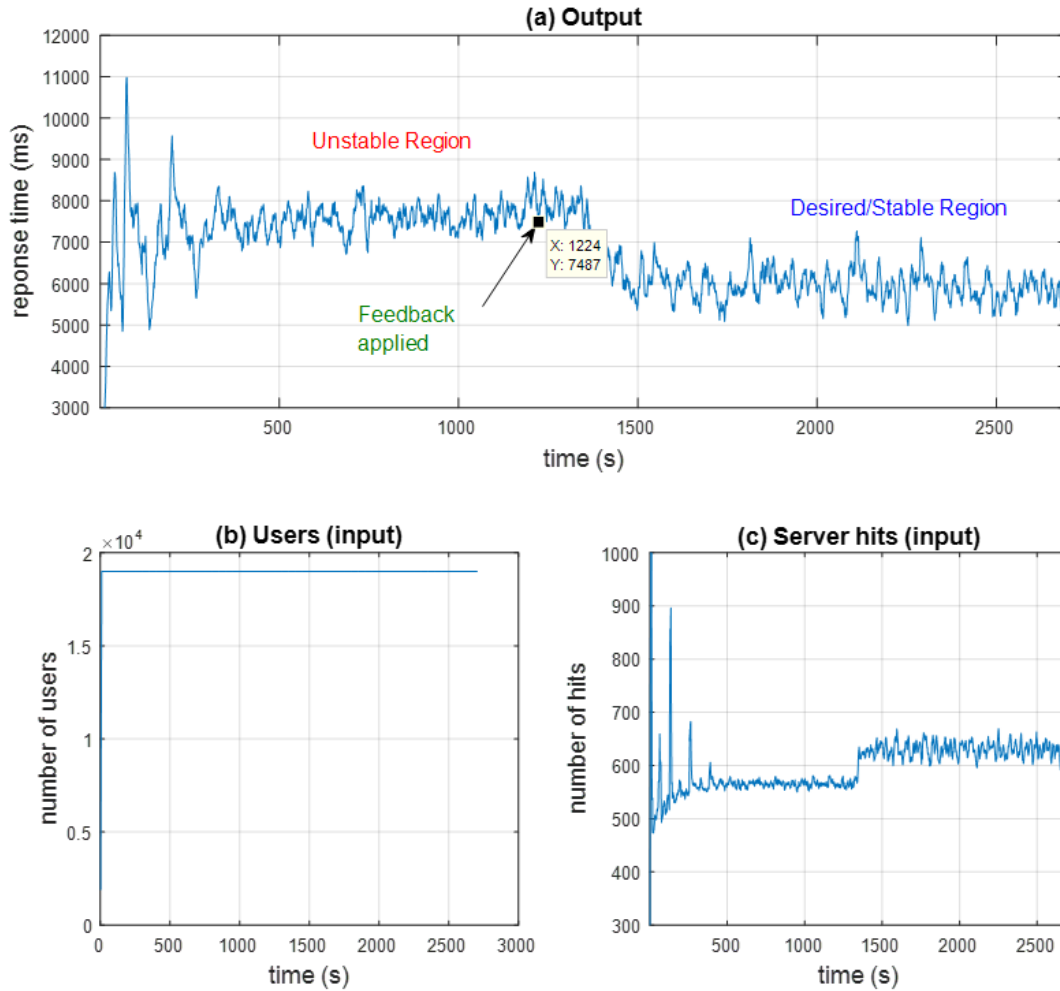 (a) Output
12000
11000
10000
9000
8000
7000
6000
5000
4000
3000
reponse time (ms)
Unstable Region
Desired/Stable Region
X: 1224
Y: 7487
Feedback
applied
500
1000
1500
2000
2500
time (s)
(b) Users (input)
×10⁴
2
1.5
1
0.5
0
number of users
0
500
1000
1500
2000
2500
3000
time (s)
(c) Server hits (input)
1000
900
800
700
600
500
400
300
number of hits
500
1000
1500
2000
2500
time (s)